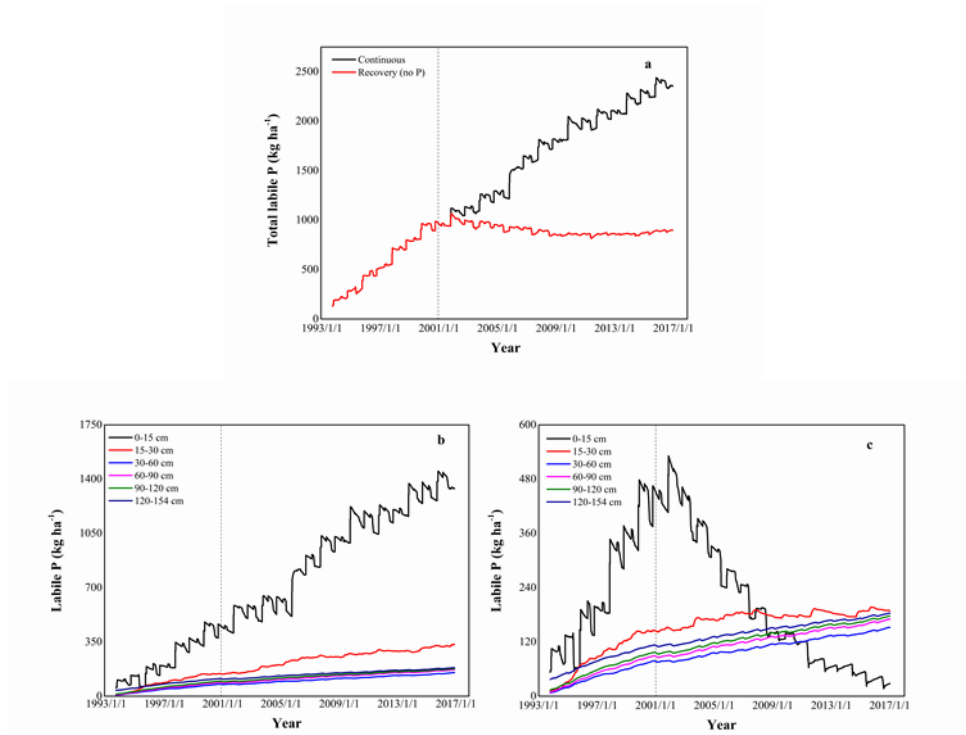 a
Continuous
Recovery (no P)
Total labile P (kg ha⁻¹)
2500
2000
1500
1000
500
0
1993/1/1 1997/1/1 2001/1/1 2005/1/1 2009/1/1 2013/1/1 2017/1/1
Year
b
0-15 cm
15-30 cm
30-60 cm
60-90 cm
90-120 cm
120-154 cm
Labile P (kg ha⁻¹)
1750
1400
1050
700
350
0
1993/1/1 1997/1/1 2001/1/1 2005/1/1 2009/1/1 2013/1/1 2017/1/1
Year
c
0-15 cm
15-30 cm
30-60 cm
60-90 cm
90-120 cm
120-154 cm
Labile P (kg ha⁻¹)
600
480
360
240
120
0
1993/1/1 1997/1/1 2001/1/1 2005/1/1 2009/1/1 2013/1/1 2017/1/1
Year